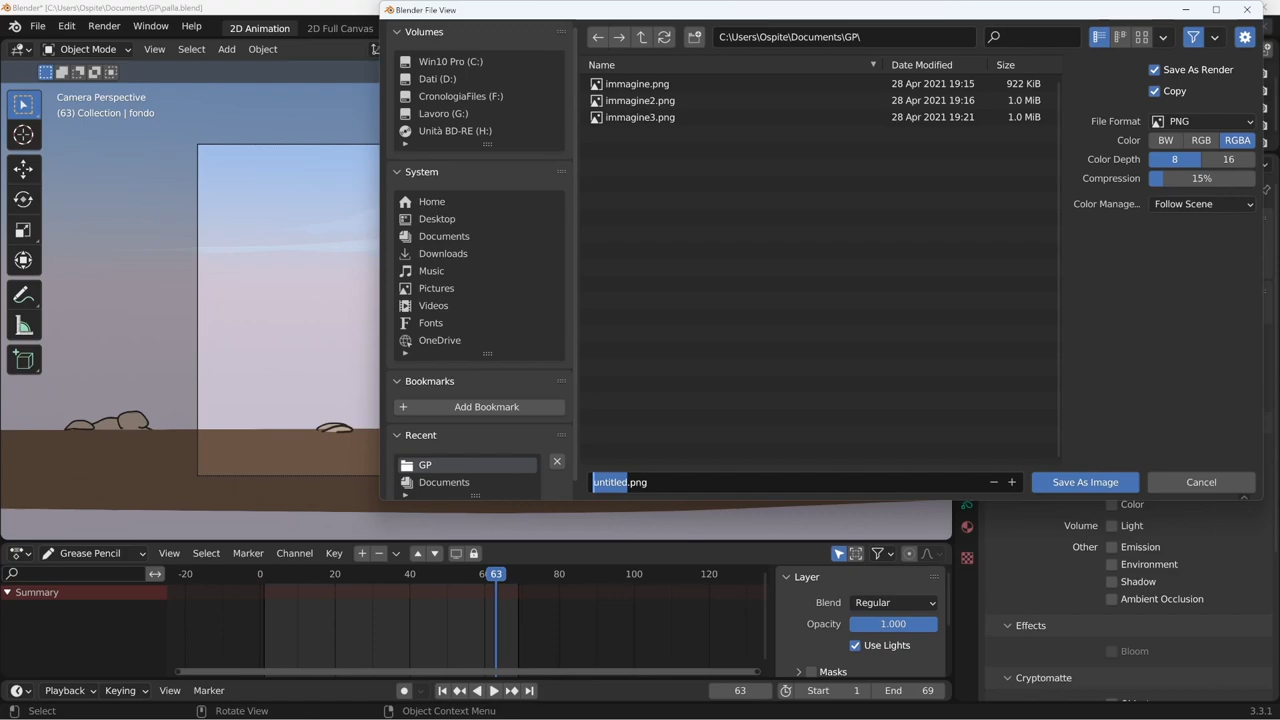 Blender* [C:\Users\Ospite\Documents\GP\palla.blend]
Blender File View
File Edit Render Window Help 2D Animation 2D Full Canvas
Object Mode View Select Add Object
Camera Perspective
(63) Collection | fondo
Volumes
Win10 Pro (C:)
Dati (D:)
CronologiaFiles (F:)
Lavoro (G:)
Unità BD-RE (H:)
System
Home
Desktop
Documents
Downloads
Music
Pictures
Videos
Fonts
OneDrive
Bookmarks
Add Bookmark
Recent
GP
Documents
C:\Users\Ospite\Documents\GP\
Name Date Modified Size
immagine.png 28 Apr 2021 19:15 922 KiB
immagine2.png 28 Apr 2021 19:16 1.0 MiB
immagine3.png 28 Apr 2021 19:21 1.0 MiB
Save As Render
Copy
File Format PNG
Color BW RGB RGBA
Color Depth 8 16
Compression 15%
Color Manage... Follow Scene
untitled.png Save As Image Cancel
Color
Volume Light
Other Emission
Environment
Shadow
Ambient Occlusion
Effects
Bloom
Cryptomatte
Grease Pencil View Select Marker Channel Key
-20 0 20 40 63 80 100 120
Summary
Layer
Blend Regular
Opacity 1.000
Use Lights
Masks
Playback Keying View Marker 63 Start 1 End 69
Select Rotate View Object Context Menu 3.3.1